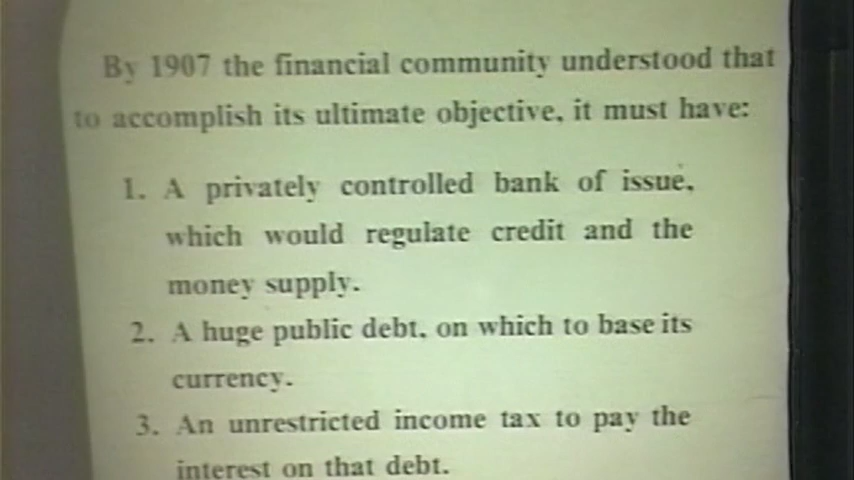 By 1907 the financial community understood that
to accomplish its ultimate objective, it must have:
1. A privately controlled bank of issue,
which would regulate credit and the
money supply.
2. A huge public debt, on which to base its
currency.
3. An unrestricted income tax to pay the
interest on that debt.